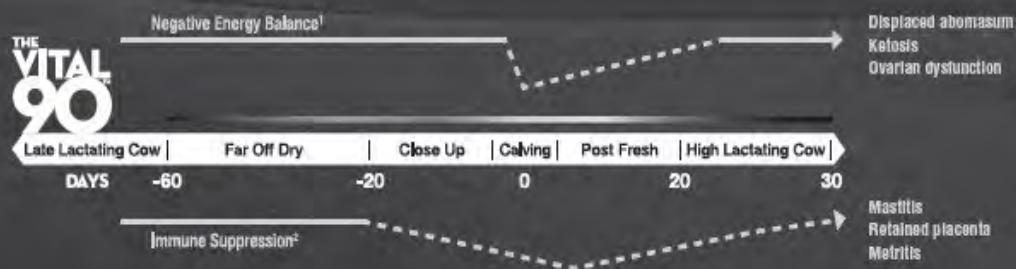 Negative Energy Balance¹
Displaced abomasum
Ketosis
Ovarian dysfunction
THE
VITAL
90
Late Lactating Cow | Far Off Dry | Close Up | Calving | Post Fresh | High Lactating Cow
DAYS -60 -20 0 20 30
Immune Suppression²
Mastitis
Retained placenta
Metritis